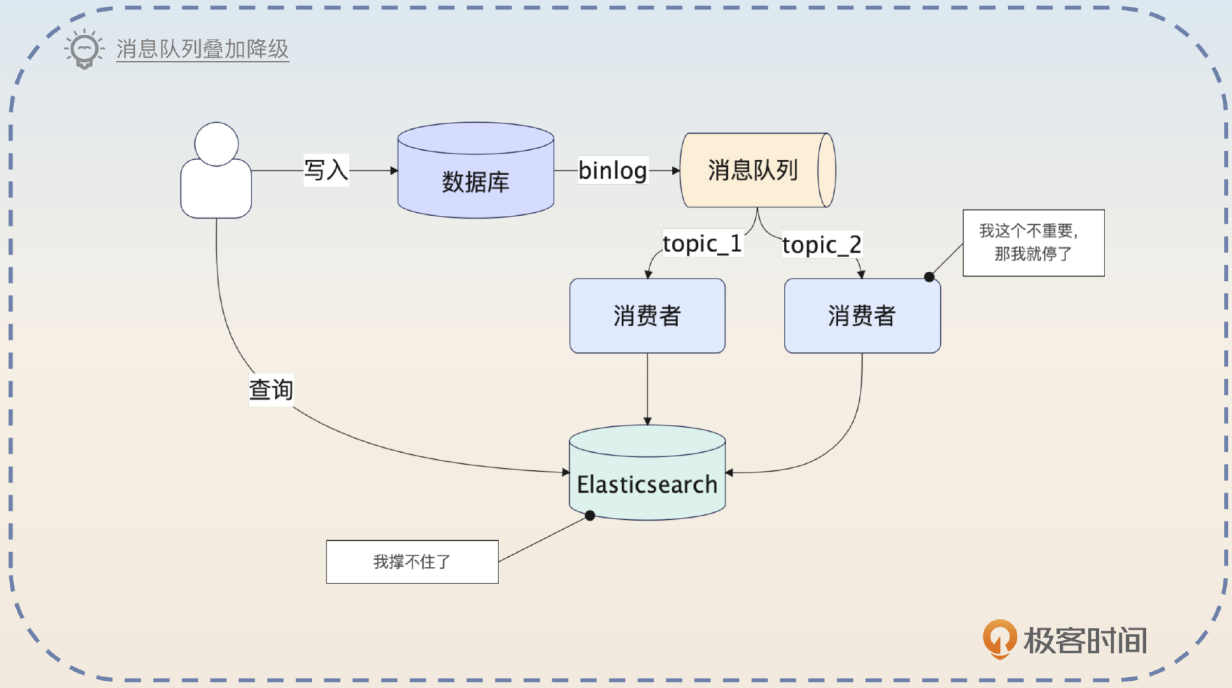 消息队列叠加降级
写入
数据库
binlog
消息队列
topic_1
topic_2
我这个不重要,
那我就停了
消费者
消费者
查询
Elasticsearch
我撑不住了
极客时间